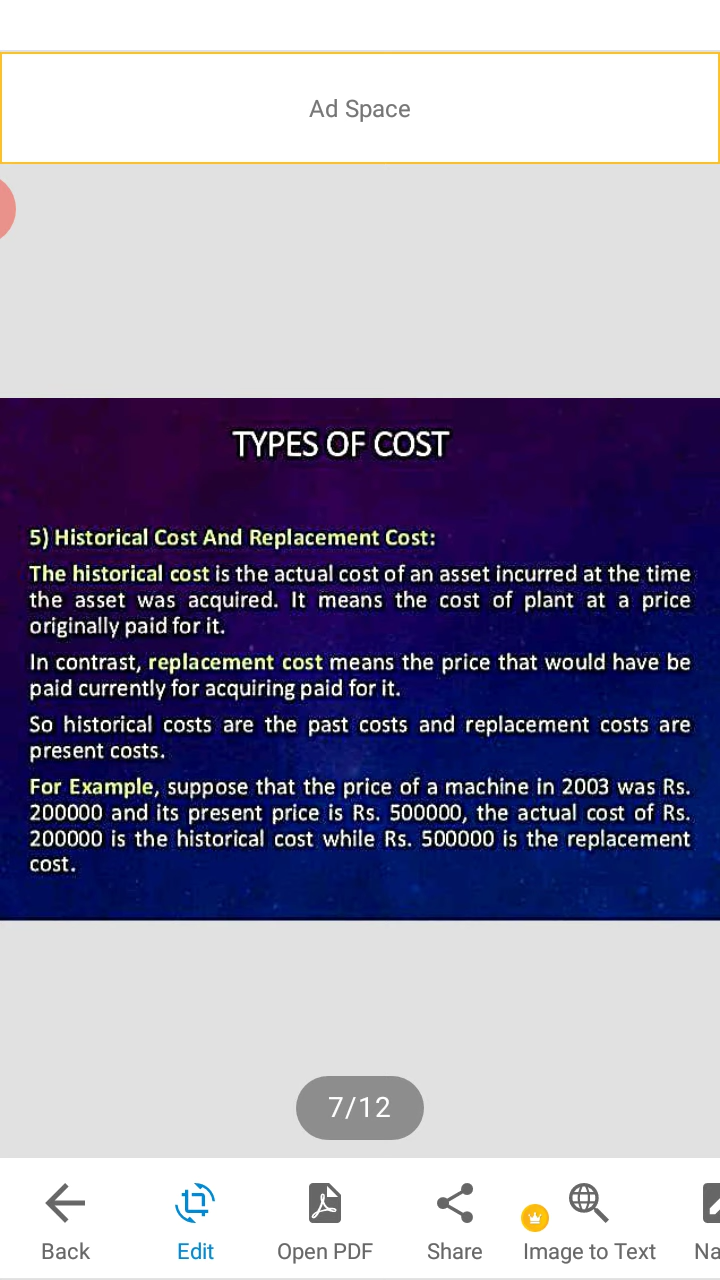 Ad Space
TYPES OF COST
5) Historical Cost And Replacement Cost:
The historical cost is the actual cost of an asset incurred at the time
the asset was acquired. It means the cost of plant at a price
originally paid for it.
In contrast, replacement cost means the price that would have be
paid currently for acquiring paid for it.
So historical costs are the past costs and replacement costs are
present costs.
For Example, suppose that the price of a machine in 2003 was Rs.
200000 and its present price is Rs. 500000, the actual cost of Rs.
200000 is the historical cost while Rs. 500000 is the replacement
cost.
7/12
Back Edit Open PDF Share Image to Text Na